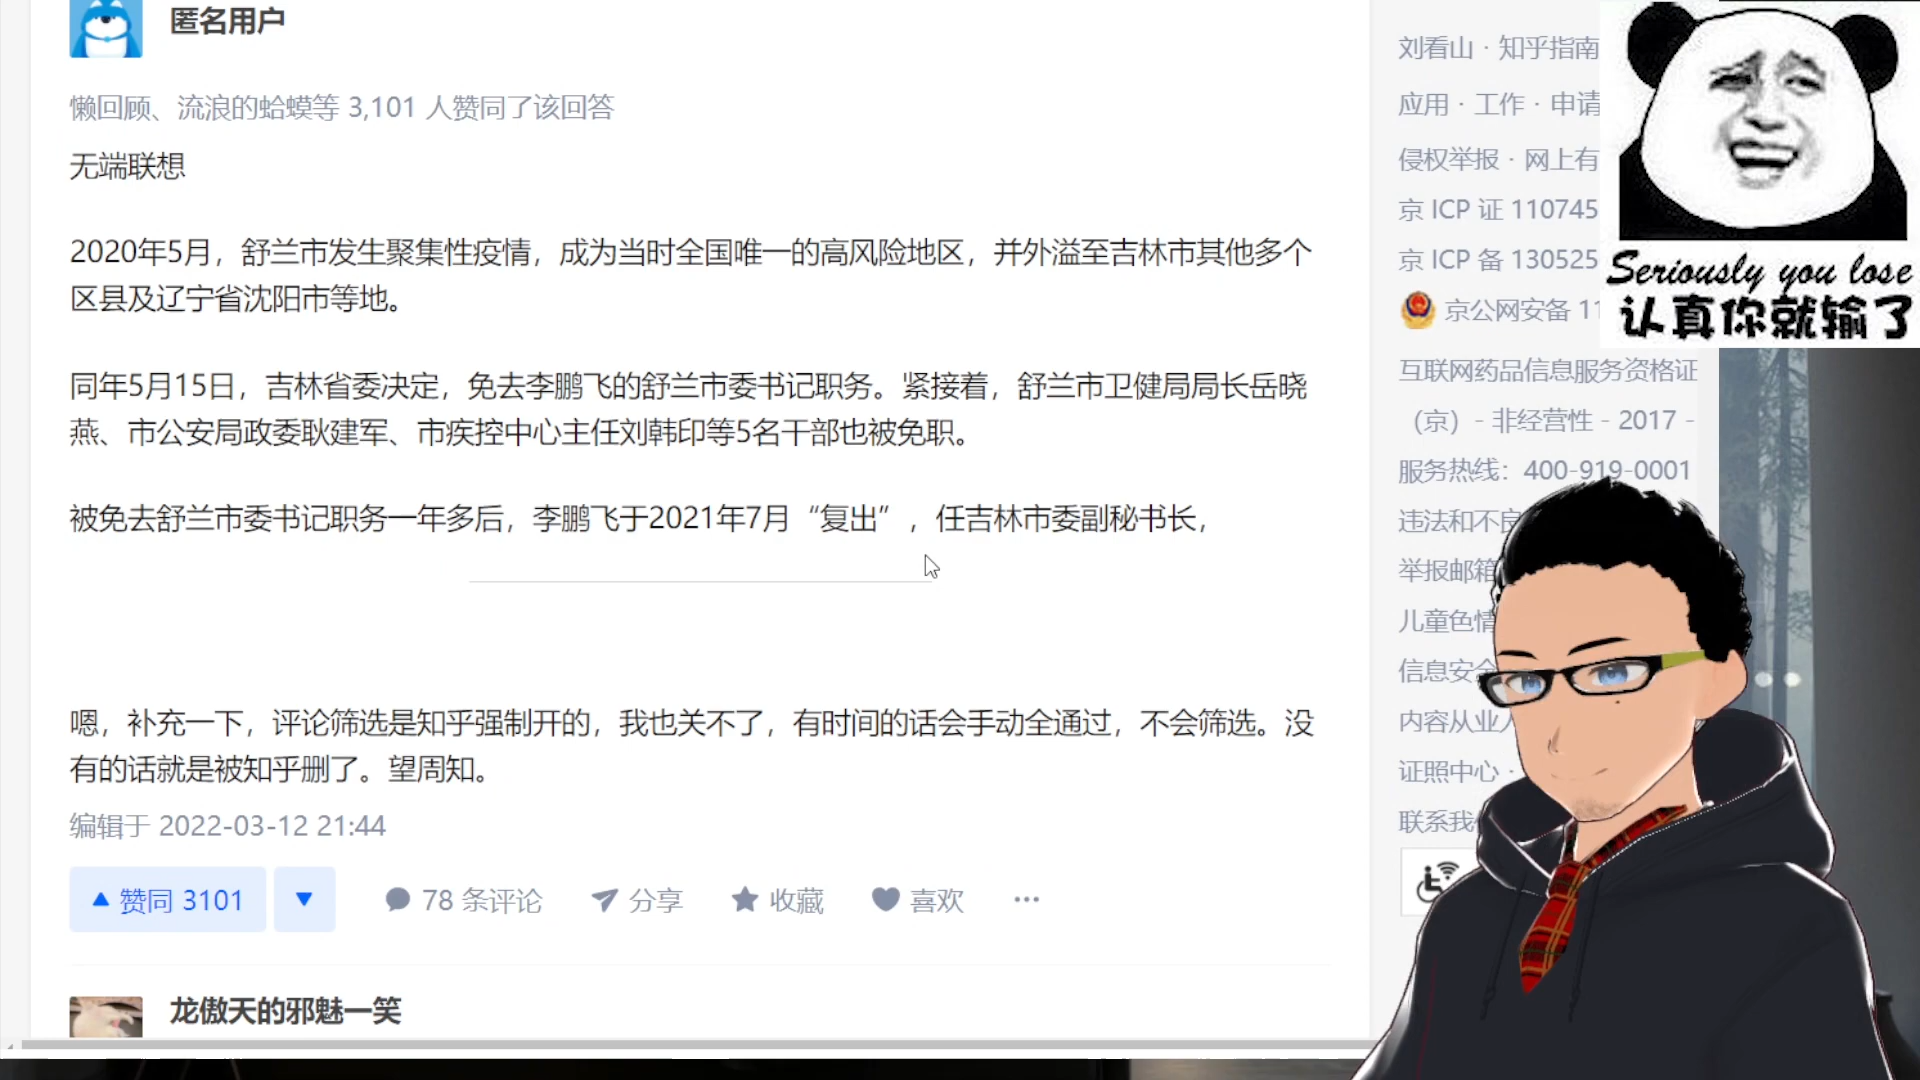 匿名用户
懒回顾、流浪的蛤蟆等 3,101 人赞同了该回答
无端联想
2020年5月，舒兰市发生聚集性疫情，成为当时全国唯一的高风险地区，并外溢至吉林市其他多个
区县及辽宁省沈阳市等地。
同年5月15日，吉林省委决定，免去李鹏飞的舒兰市委书记职务。紧接着，舒兰市卫健局局长岳晓
燕、市公安局政委耿建军、市疾控中心主任刘韩印等5名干部也被免职。
被免去舒兰市委书记职务一年多后，李鹏飞于2021年7月“复出”，任吉林市委副秘书长，
嗯，补充一下，评论筛选是知乎强制开的，我也关不了，有时间的话会手动全通过，不会筛选。没
有的话就是被知乎删了。望周知。
编辑于 2022-03-12 21:44
赞同 3101
78 条评论
分享
收藏
喜欢
龙傲天的邪魅一笑
刘看山 · 知乎指南
应用 · 工作 · 申请
侵权举报 · 网上有
京 ICP 证 110745
京 ICP 备 130525
京公网安备 11
互联网药品信息服务资格证
（京）- 非经营性 - 2017 -
服务热线：400-919-0001
违法和不良
举报邮箱
儿童色情
信息安全
内容从业人
证照中心 ·
联系我们
Seriously you lose
认真你就输了